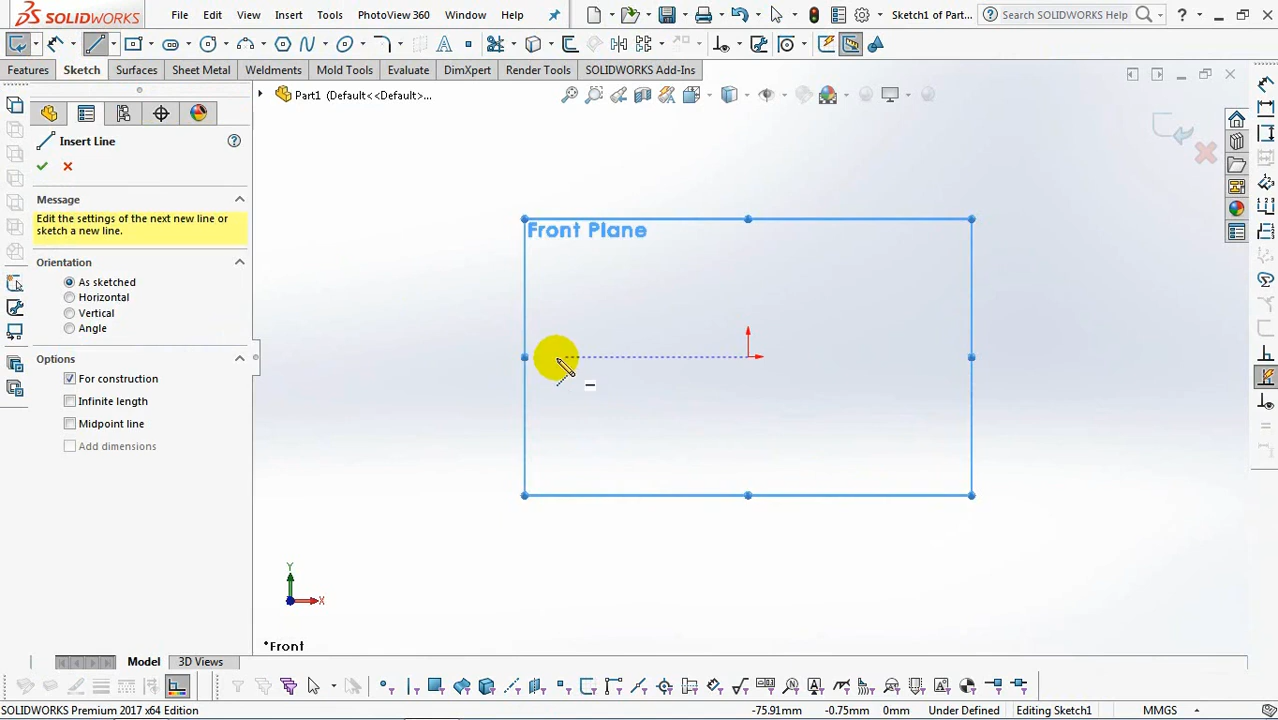 SOLIDWORKS File Edit View Insert Tools PhotoView 360 Window Help Sketch1 of Par... Search SOLIDWORKS Help
Features Sketch Surfaces Sheet Metal Weldments Mold Tools Evaluate DimXpert Render Tools SOLIDWORKS Add-Ins
Part1 (Default<<Default>...
Insert Line
Message
Edit the settings of the next new line or
sketch a new line.
Front Plane
Orientation
As sketched
Horizontal
Vertical
Angle
Options
For construction
Infinite length
Midpoint line
Add dimensions
Y
X
*Front
Model 3D Views
SOLIDWORKS Premium 2017 x64 Edition -75.91mm -0.75mm 0mm Under Defined Editing Sketch1 MMGS